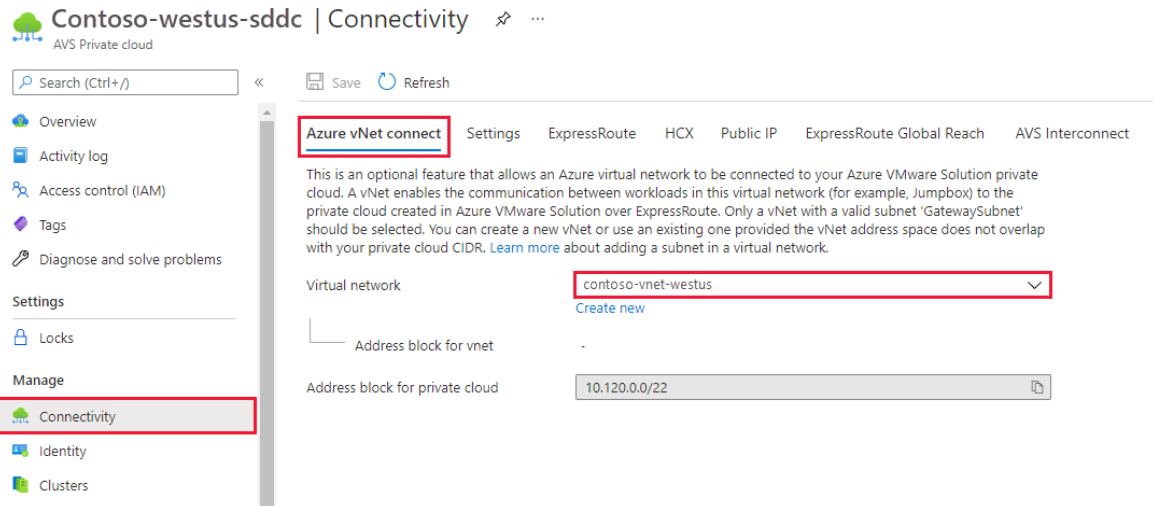 Contoso-westus-sddc | Connectivity
AVS Private cloud
Search (Ctrl+/)
Overview
Activity log
Access control (IAM)
Tags
Diagnose and solve problems
Settings
Locks
Manage
Connectivity
Identity
Clusters
Save Refresh
Azure vNet connect Settings ExpressRoute HCX Public IP ExpressRoute Global Reach AVS Interconnect
This is an optional feature that allows an Azure virtual network to be connected to your Azure VMware Solution private
cloud. A vNet enables the communication between workloads in this virtual network (for example, Jumpbox) to the
private cloud created in Azure VMware Solution over ExpressRoute. Only a vNet with a valid subnet 'GatewaySubnet'
should be selected. You can create a new vNet or use an existing one provided the vNet address space does not overlap
with your private cloud CIDR. Learn more about adding a subnet in a virtual network.
Virtual network contoso-vnet-westus
Create new
Address block for vnet -
Address block for private cloud 10.120.0.0/22